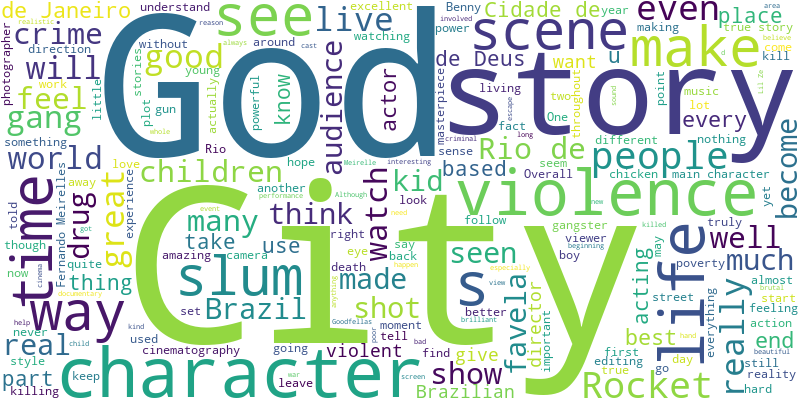 de Janeiro
understand
see
live
excellent
Benny
Cidade de
year
even
place
reason
realistic
always
around
cast
watching
involved
power
true story
area
photographer
crime
direction
without
God
scene
making
believe
will
good
stories
young
audience
actor
de Deus
u
make
want
come
kill
feel
work
little
plot
gun
actually
powerful
know
masterpiece
living
story
two
throughout
point
music
lot
gang
escape
fact
One
sound
every
Lil Ze
something
whole
Rio
criminal
long
sense
Rio de
different
nothing
world
love
children
hope
Meirelle
interesting
based
seem
chicken
main character
people
become
told
time
away
experience
another
performance
Although
kid
Overall
violence
new
yet
Fernando Meirelles
drug
great
many
event
think
need
watch
look
follow
gangster
killed
truly
though
got
take
use
right
say
seen
eye
back
boy
viewer
beginning
may
well
now
cinema
quite
amazing
camera
City
poverty
much
thing
documentary
slum
death
happen
made
s
favela
director
especially
view
important
acting
life
street
everything
almost
way
set
Brazil
anything
shot
better
brilliant
really
start
feeling
brutal
never
help
kind
poor
Goodfellas
moment
tell
bad
first
best
action
end
real
child
used
cinematography
going
violent
find
give
editing
day
hand
beautiful
still
style
war
show
true
go
reality
part
keep
character
leave
screen
Brazilian
Rocket
hard
killing